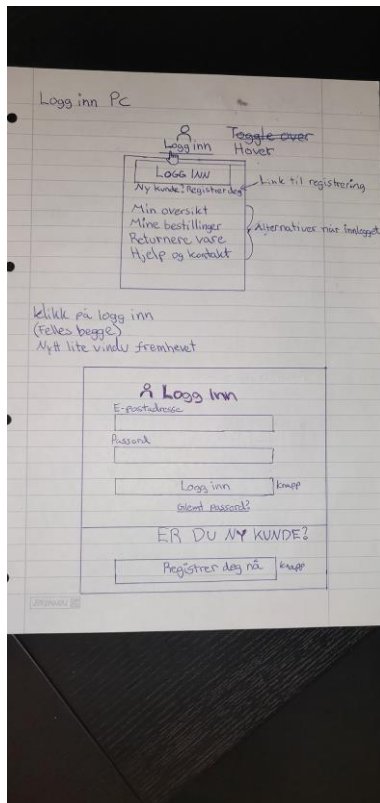 Logg inn PC
Toggle over
Logg inn Hover
LOGG INN
Ny kunde? Registrer deg
Link til registrering
Min oversikt
Mine bestillinger
Alternativer når innlogget
Returnere vare
Hjelp og kontakt
klikk på logg inn
(Felles begge)
Nytt lite vindu fremhevet
Logg Inn
E-postadresse
Passord
Logg inn knapp
Glemt passord?
ER DU NY KUNDE?
Registrer deg nå knapp